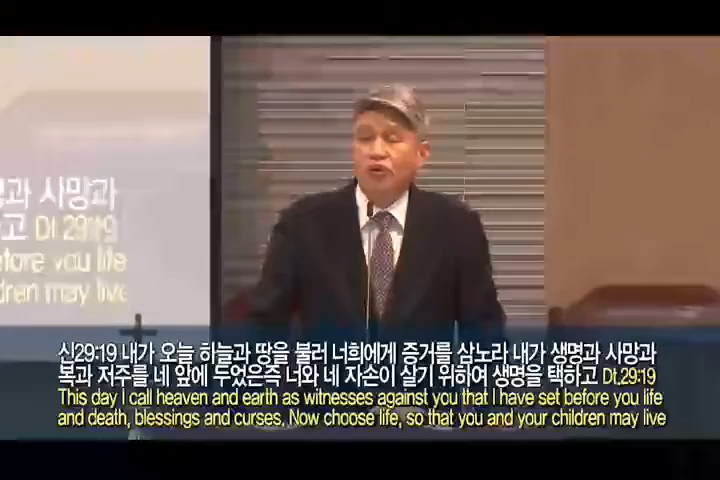 과 사망과
고 Dt.29:19
efore you life
dren may live
신29:19 내가 오늘 하늘과 땅을 불러 너희에게 증거를 삼노라 내가 생명과 사망과
복과 저주를 네 앞에 두었은즉 너와 네 자손이 살기 위하여 생명을 택하고 Dt.29:19
This day I call heaven and earth as witnesses against you that I have set before you life
and death, blessings and curses. Now choose life, so that you and your children may live